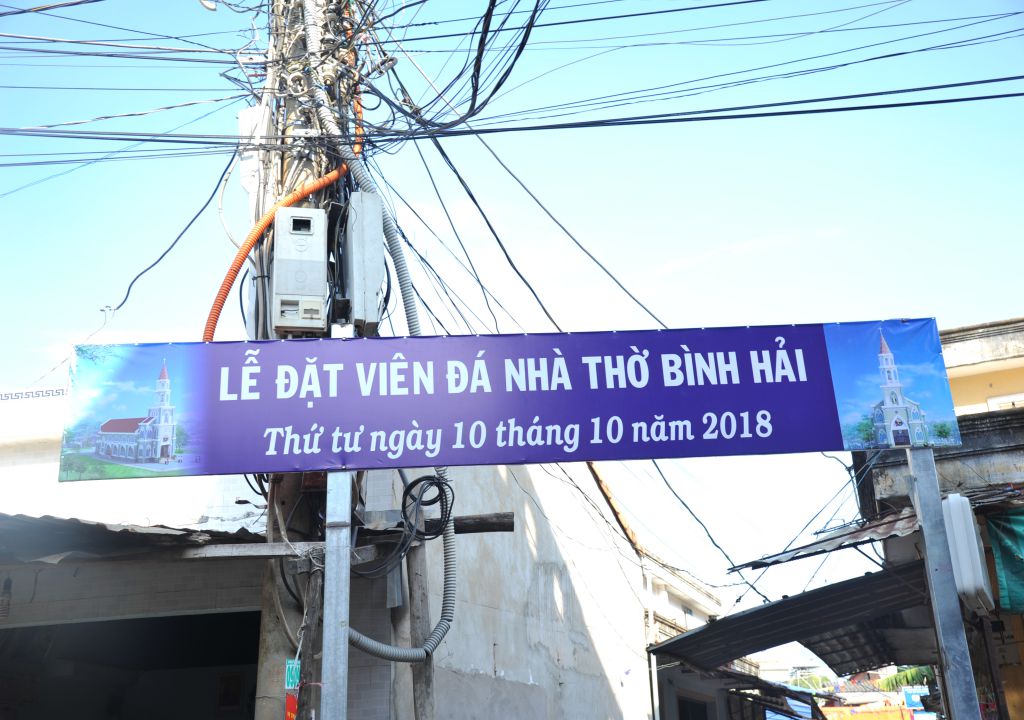 LỄ ĐẶT VIÊN ĐÁ NHÀ THỜ BÌNH HẢI
Thứ tư ngày 10 tháng 10 năm 2018